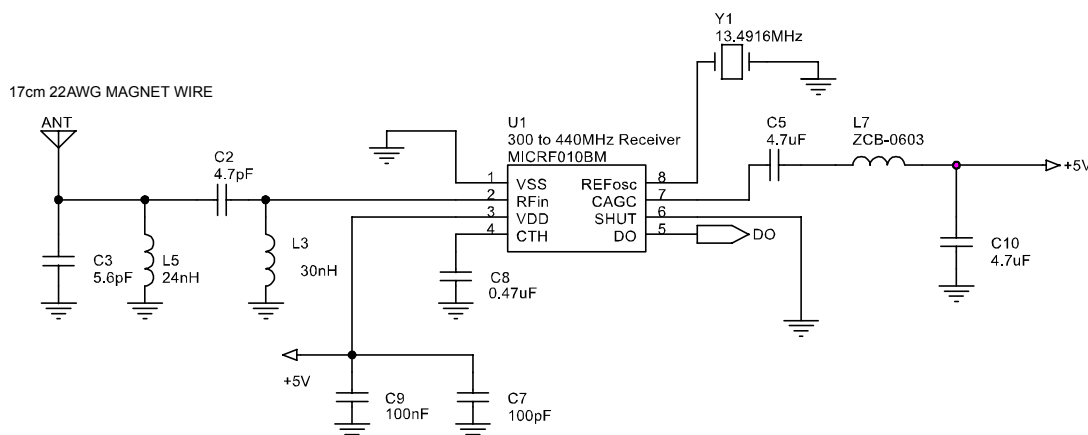 Y1
13.4916MHz
17cm 22AWG MAGNET WIRE
ANT
U1
300 to 440MHz Receiver
MICRF010BM
C5
4.7uF
L7
ZCB-0603
+5V
C2
4.7pF
1
2
3
4
VSS
RFin
VDD
CTH
REFosc
CAGC
SHUT
DO
8
7
6
5
DO
C3
5.6pF
L5
24nH
L3
30nH
C8
0.47uF
C10
4.7uF
+5V
C9
100nF
C7
100pF